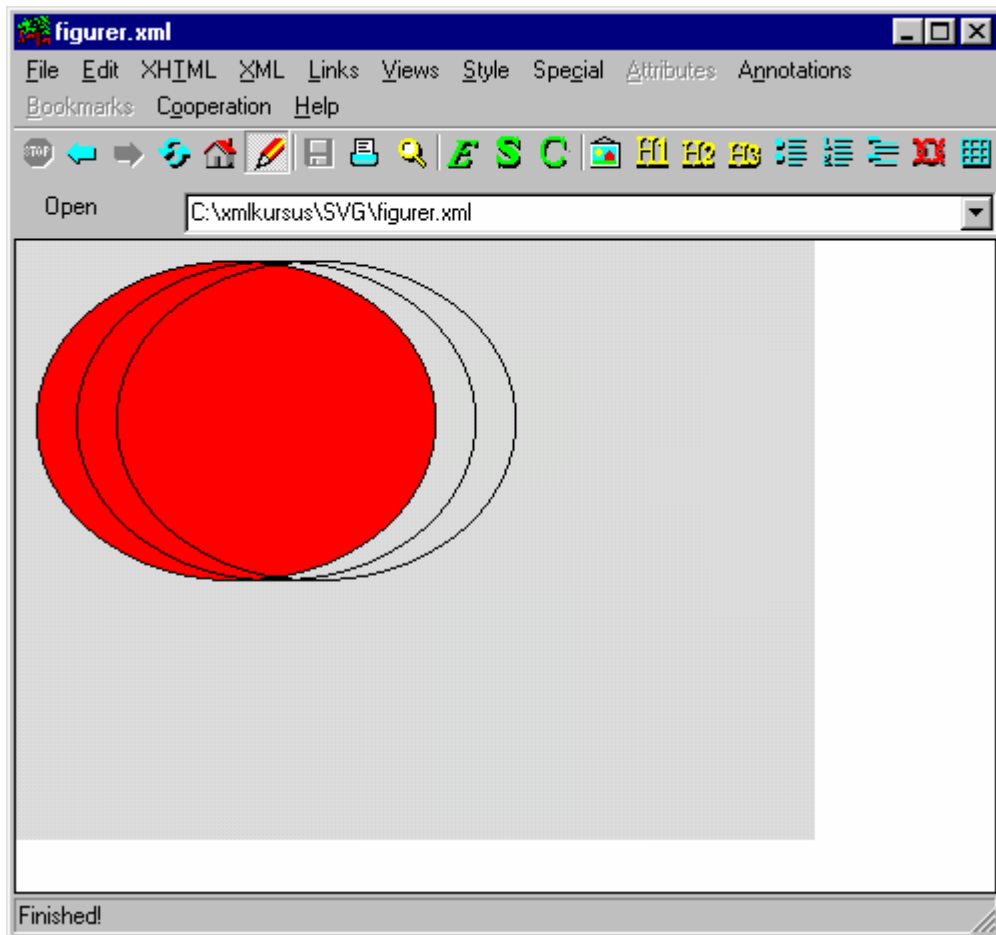 figurer.xml
File Edit XHTML XML Links Views Style Special Attributes Annotations
Bookmarks Cooperation Help
STOP E S C H1 H2 H3
Open C:\xmlkursus\SVG\figurer.xml
Finished!